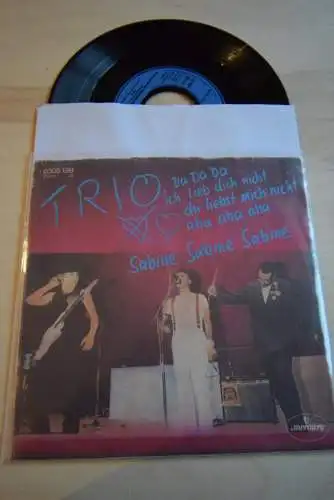 TRIO
Da Da Da
ich lieb dich nicht
du liebst mich nicht
aha aha aha
Sabine Sabine Sabine